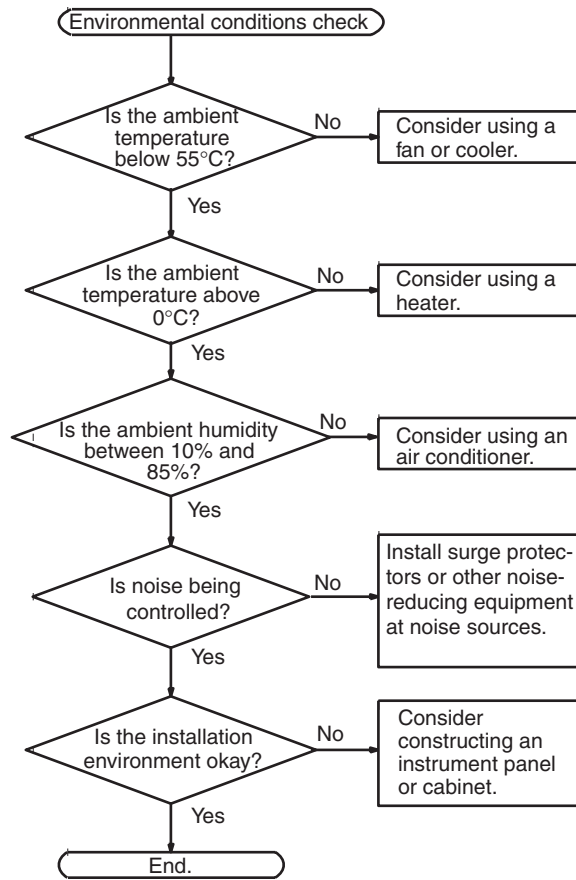 Environmental conditions check
Is the ambient
temperature
below 55°C?
No
Consider using a
fan or cooler.
Yes
Is the ambient
temperature above
0°C?
No
Consider using a
heater.
Yes
Is the ambient humidity
between 10% and
85%?
No
Consider using an
air conditioner.
Yes
Is noise being
controlled?
No
Install surge protec-
tors or other noise-
reducing equipment
at noise sources.
Yes
Is the installation
environment okay?
No
Consider
constructing an
instrument panel
or cabinet.
Yes
End.